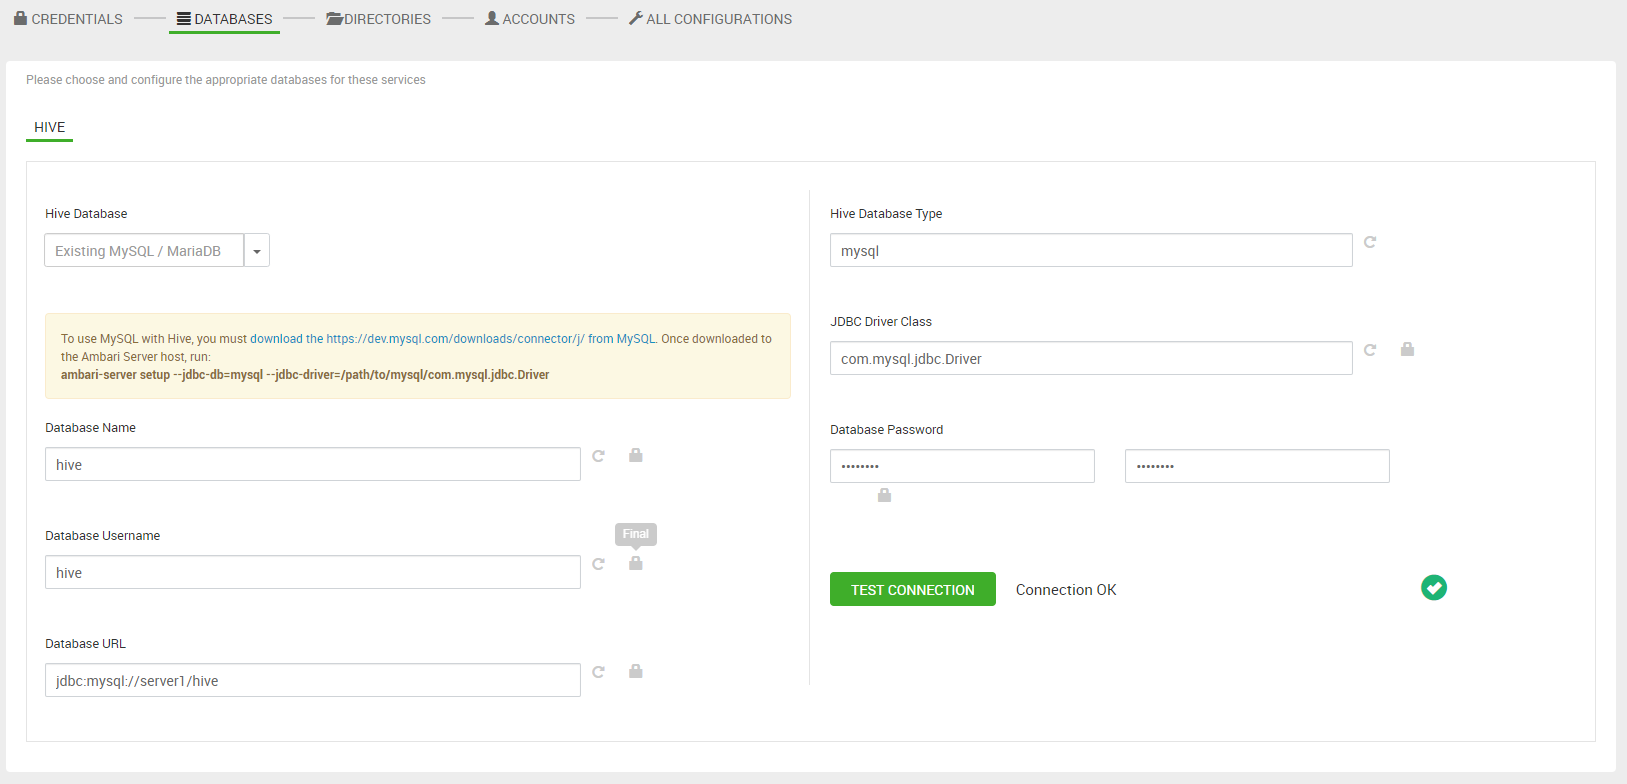 CREDENTIALS DATABASES DIRECTORIES ACCOUNTS ALL CONFIGURATIONS
Please choose and configure the appropriate databases for these services
HIVE
Hive Database
Existing MySQL / MariaDB
To use MySQL with Hive, you must download the https://dev.mysql.com/downloads/connector/j/ from MySQL. Once downloaded to
the Ambari Server host, run:
ambari-server setup --jdbc-db=mysql --jdbc-driver=/path/to/mysql/com.mysql.jdbc.Driver
Database Name
hive
Database Username
Final
hive
Database URL
jdbc:mysql://server1/hive
Hive Database Type
mysql
JDBC Driver Class
com.mysql.jdbc.Driver
Database Password
•••••••• ••••••••
TEST CONNECTION Connection OK